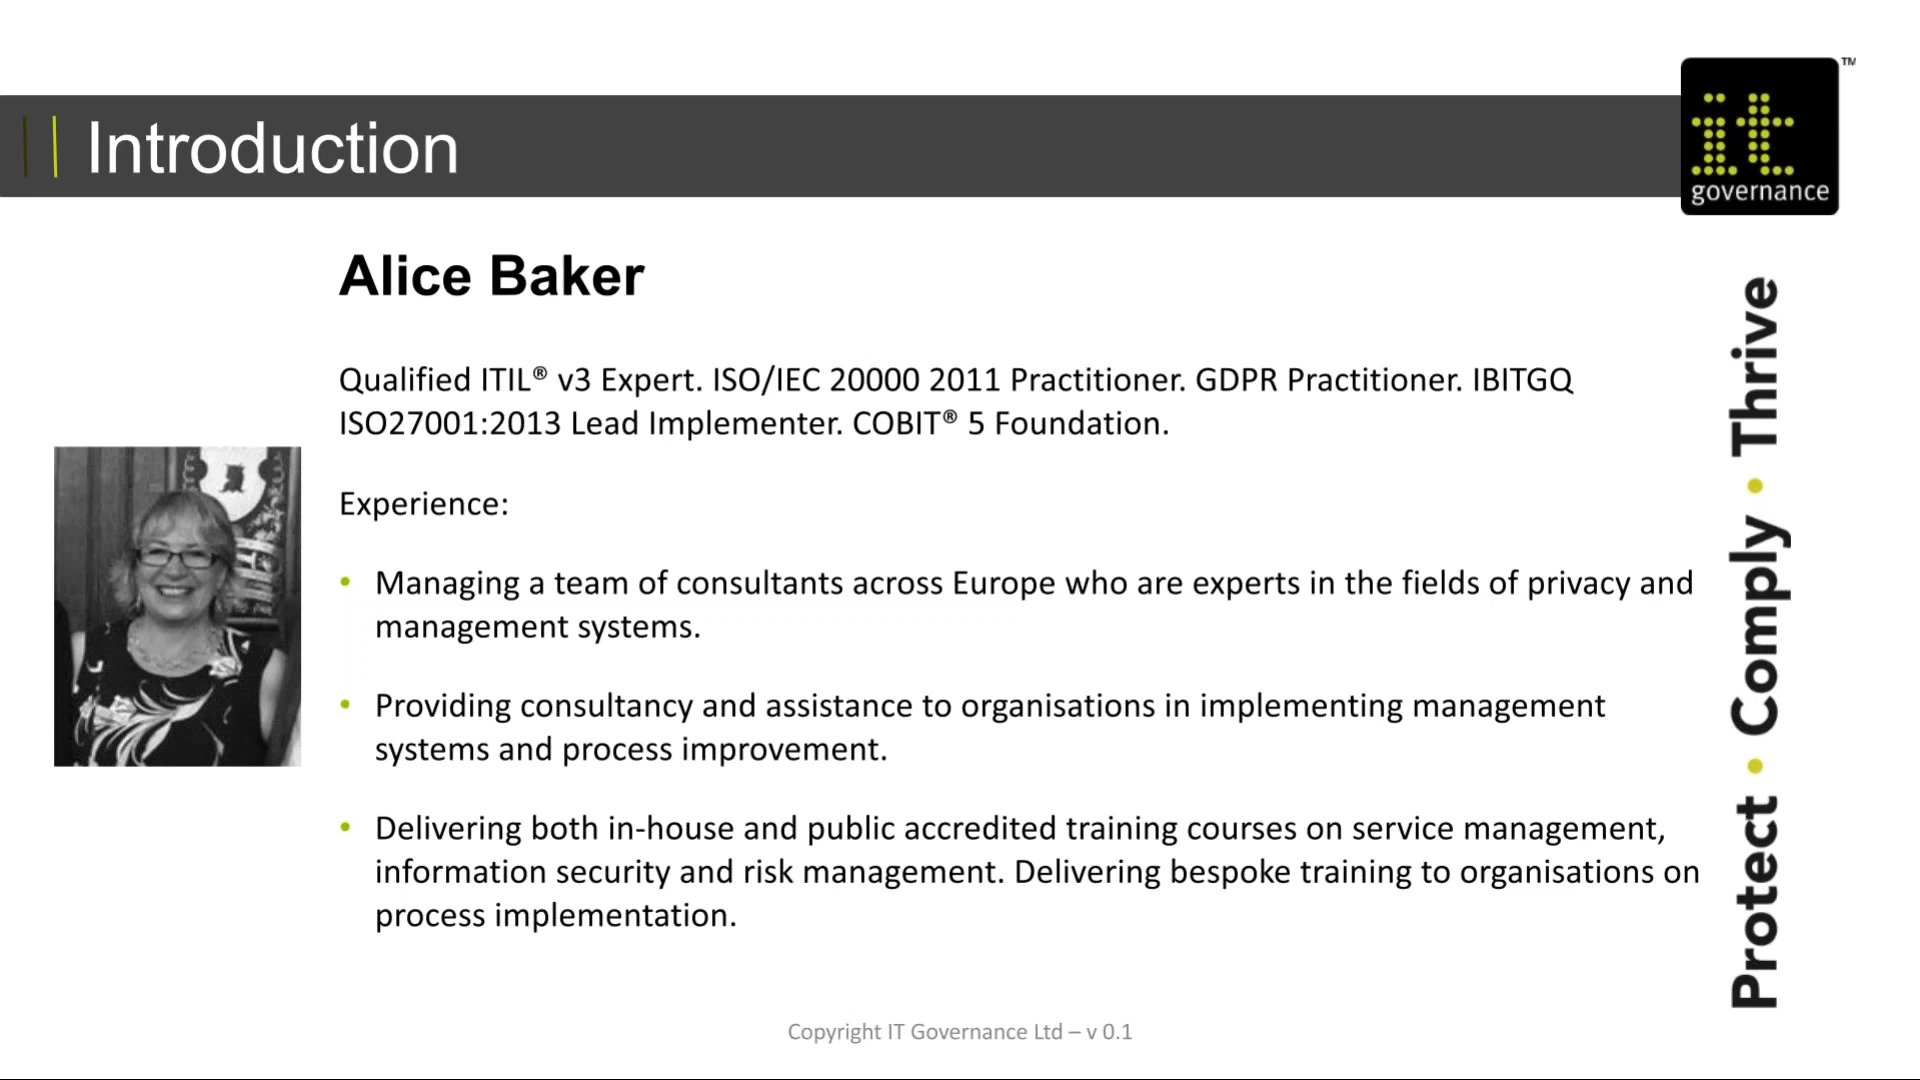 TM
Introduction
it
governance
Alice Baker
Qualified ITIL® v3 Expert. ISO/IEC 20000 2011 Practitioner. GDPR Practitioner. IBITGQ
ISO27001:2013 Lead Implementer. COBIT® 5 Foundation.
Experience:
• Managing a team of consultants across Europe who are experts in the fields of privacy and
management systems.
• Providing consultancy and assistance to organisations in implementing management
systems and process improvement.
• Delivering both in-house and public accredited training courses on service management,
information security and risk management. Delivering bespoke training to organisations on
process implementation.
Protect • Comply • Thrive
Copyright IT Governance Ltd – v 0.1